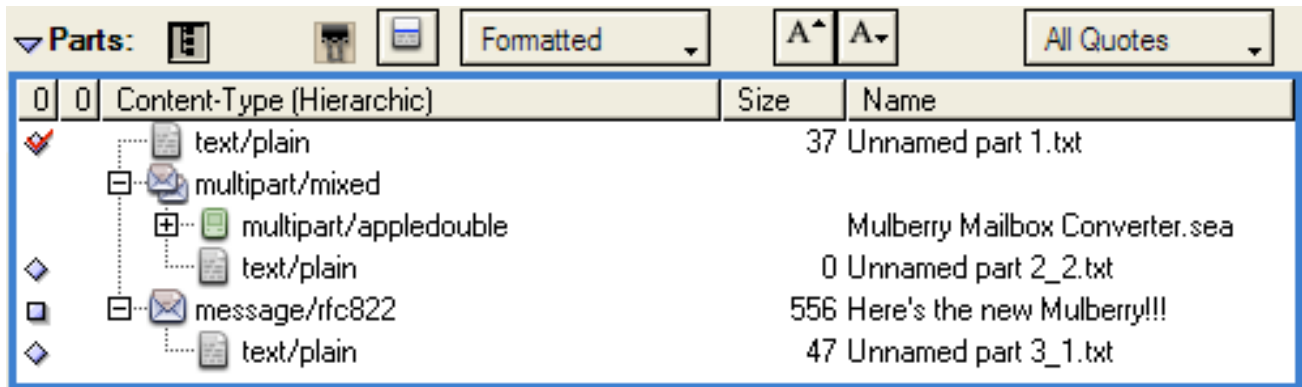 Parts: Formatted A A All Quotes
0 0 Content-Type (Hierarchic) Size Name
text/plain 37 Unnamed part 1.txt
multipart/mixed
multipart/appledouble Mulberry Mailbox Converter.sea
text/plain 0 Unnamed part 2_2.txt
message/rfc822 556 Here's the new Mulberry!!!
text/plain 47 Unnamed part 3_1.txt